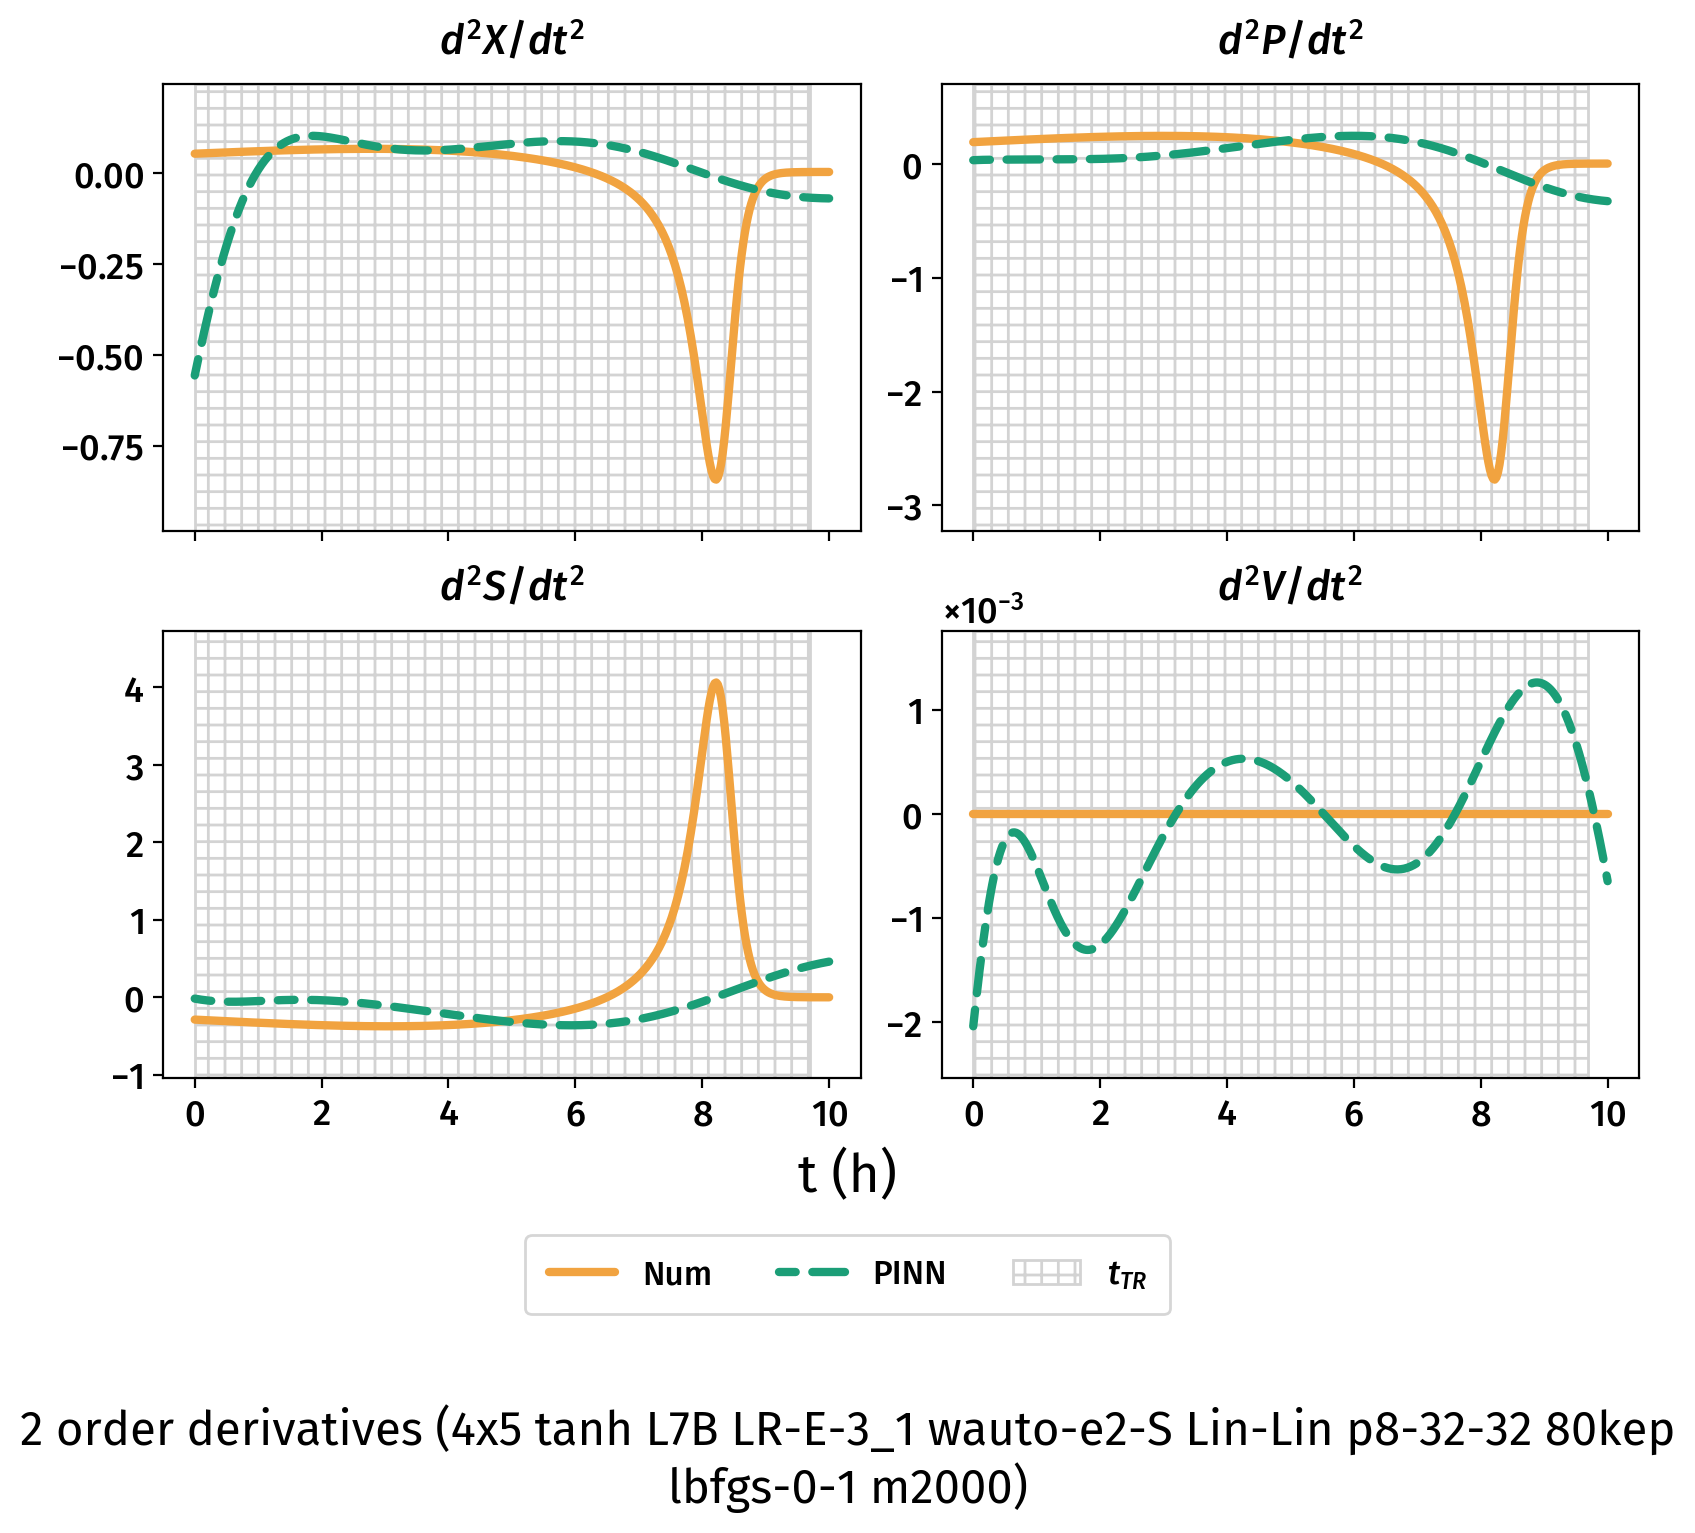 d²X/dt²
d²P/dt²
0.00
−0.25
−0.50
−0.75
0
−1
−2
−3
d²S/dt²
d²V/dt²
×10⁻³
4
3
2
1
0
−1
1
0
−1
−2
0 2 4 6 8 10
0 2 4 6 8 10
t (h)
Num PINN t_TR
2 order derivatives (4x5 tanh L7B LR-E-3_1 wauto-e2-S Lin-Lin p8-32-32 80kep
lbfgs-0-1 m2000)